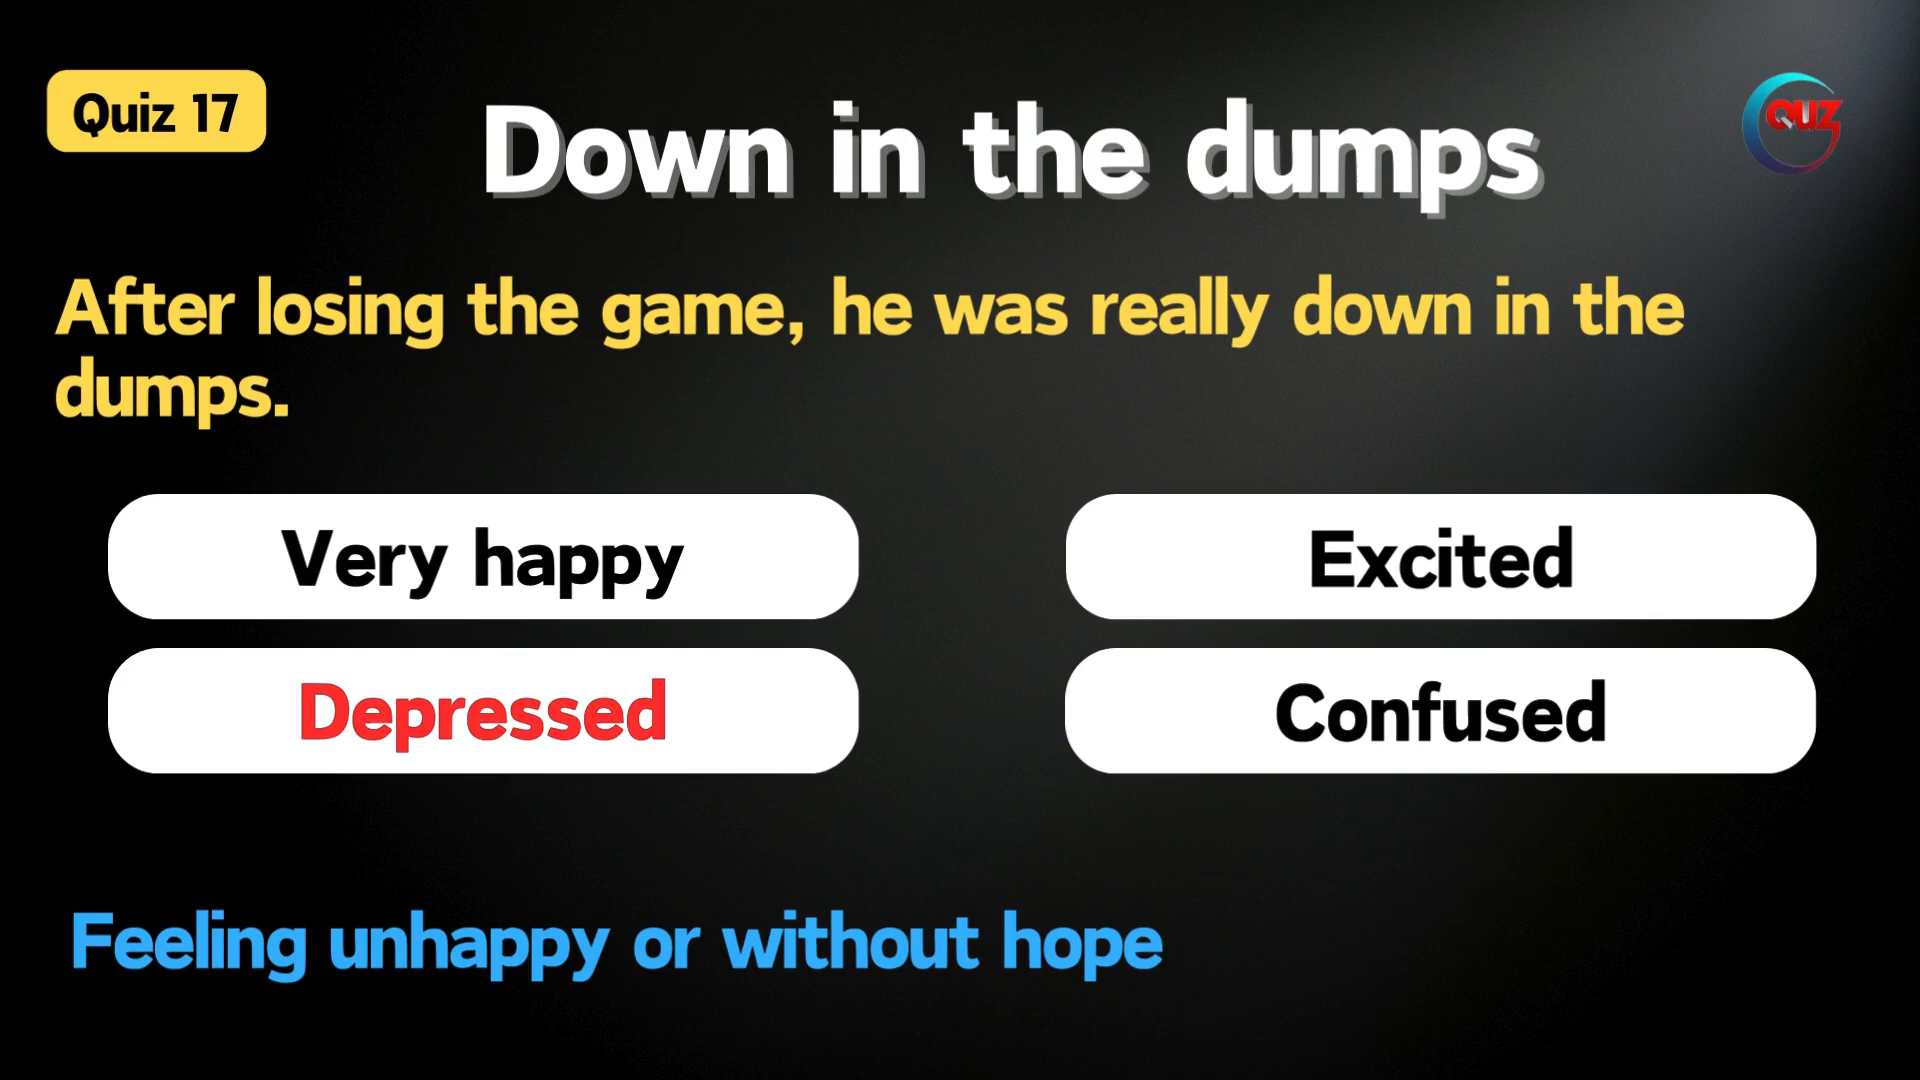 Quiz 17
Down in the dumps
QUZ
After losing the game, he was really down in the
dumps.
Very happy
Excited
Depressed
Confused
Feeling unhappy or without hope